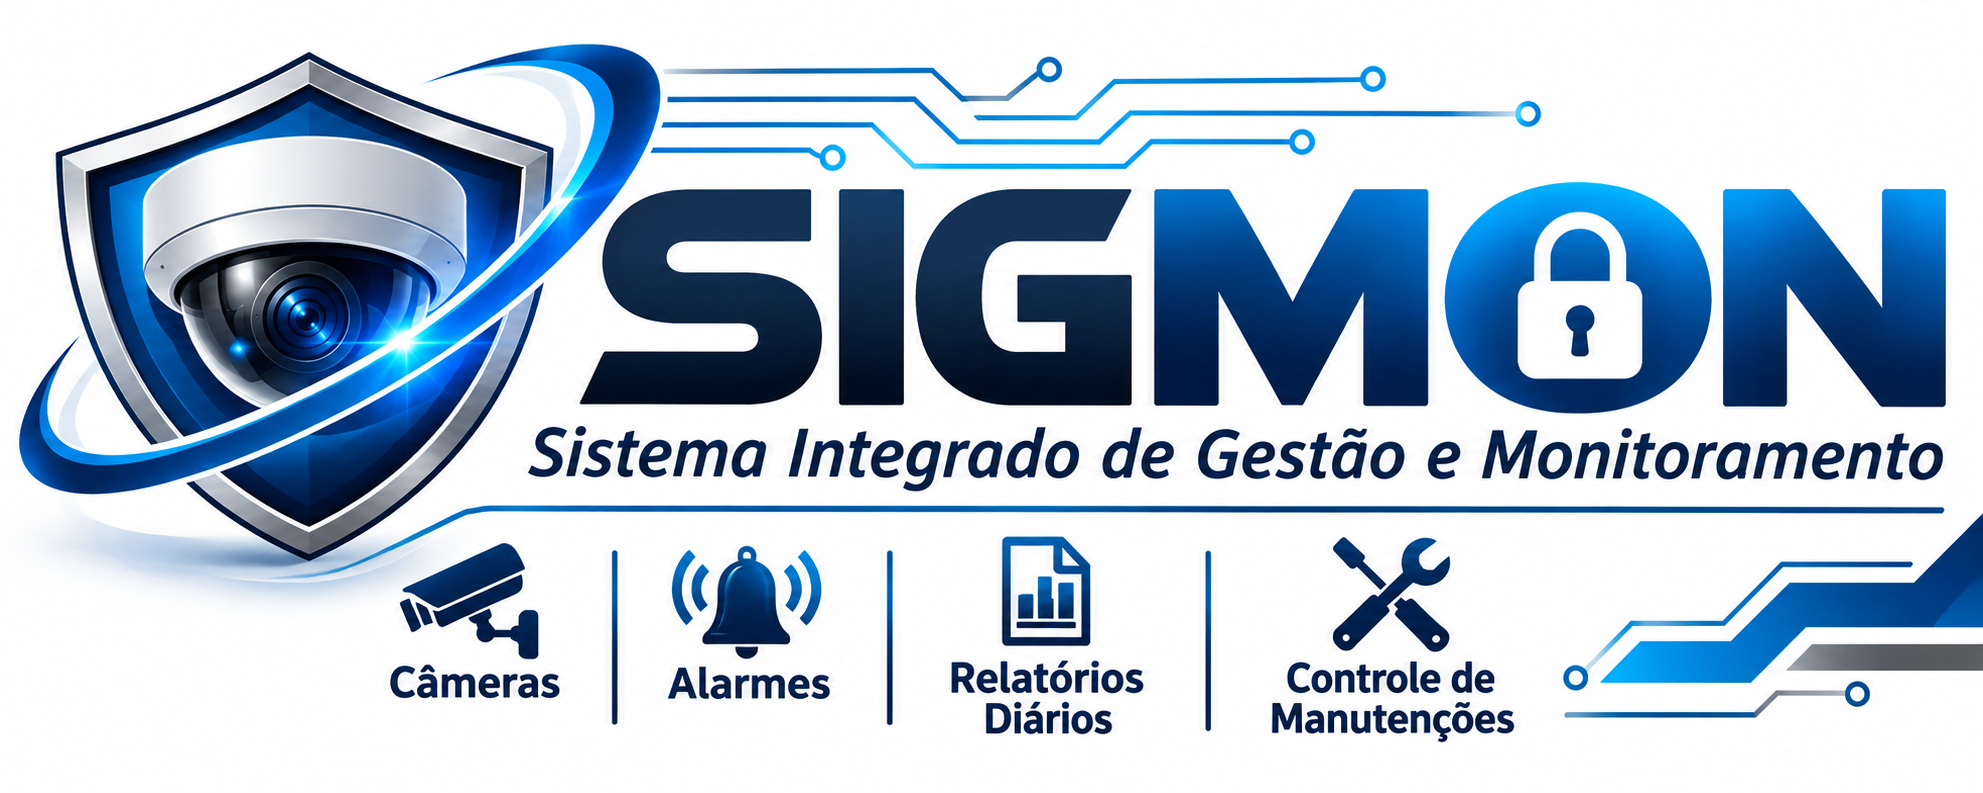 SIGMON
Sistema Integrado de Gestão e Monitoramento
Câmeras
Alarmes
Relatórios
Diários
Controle de
Manutenções